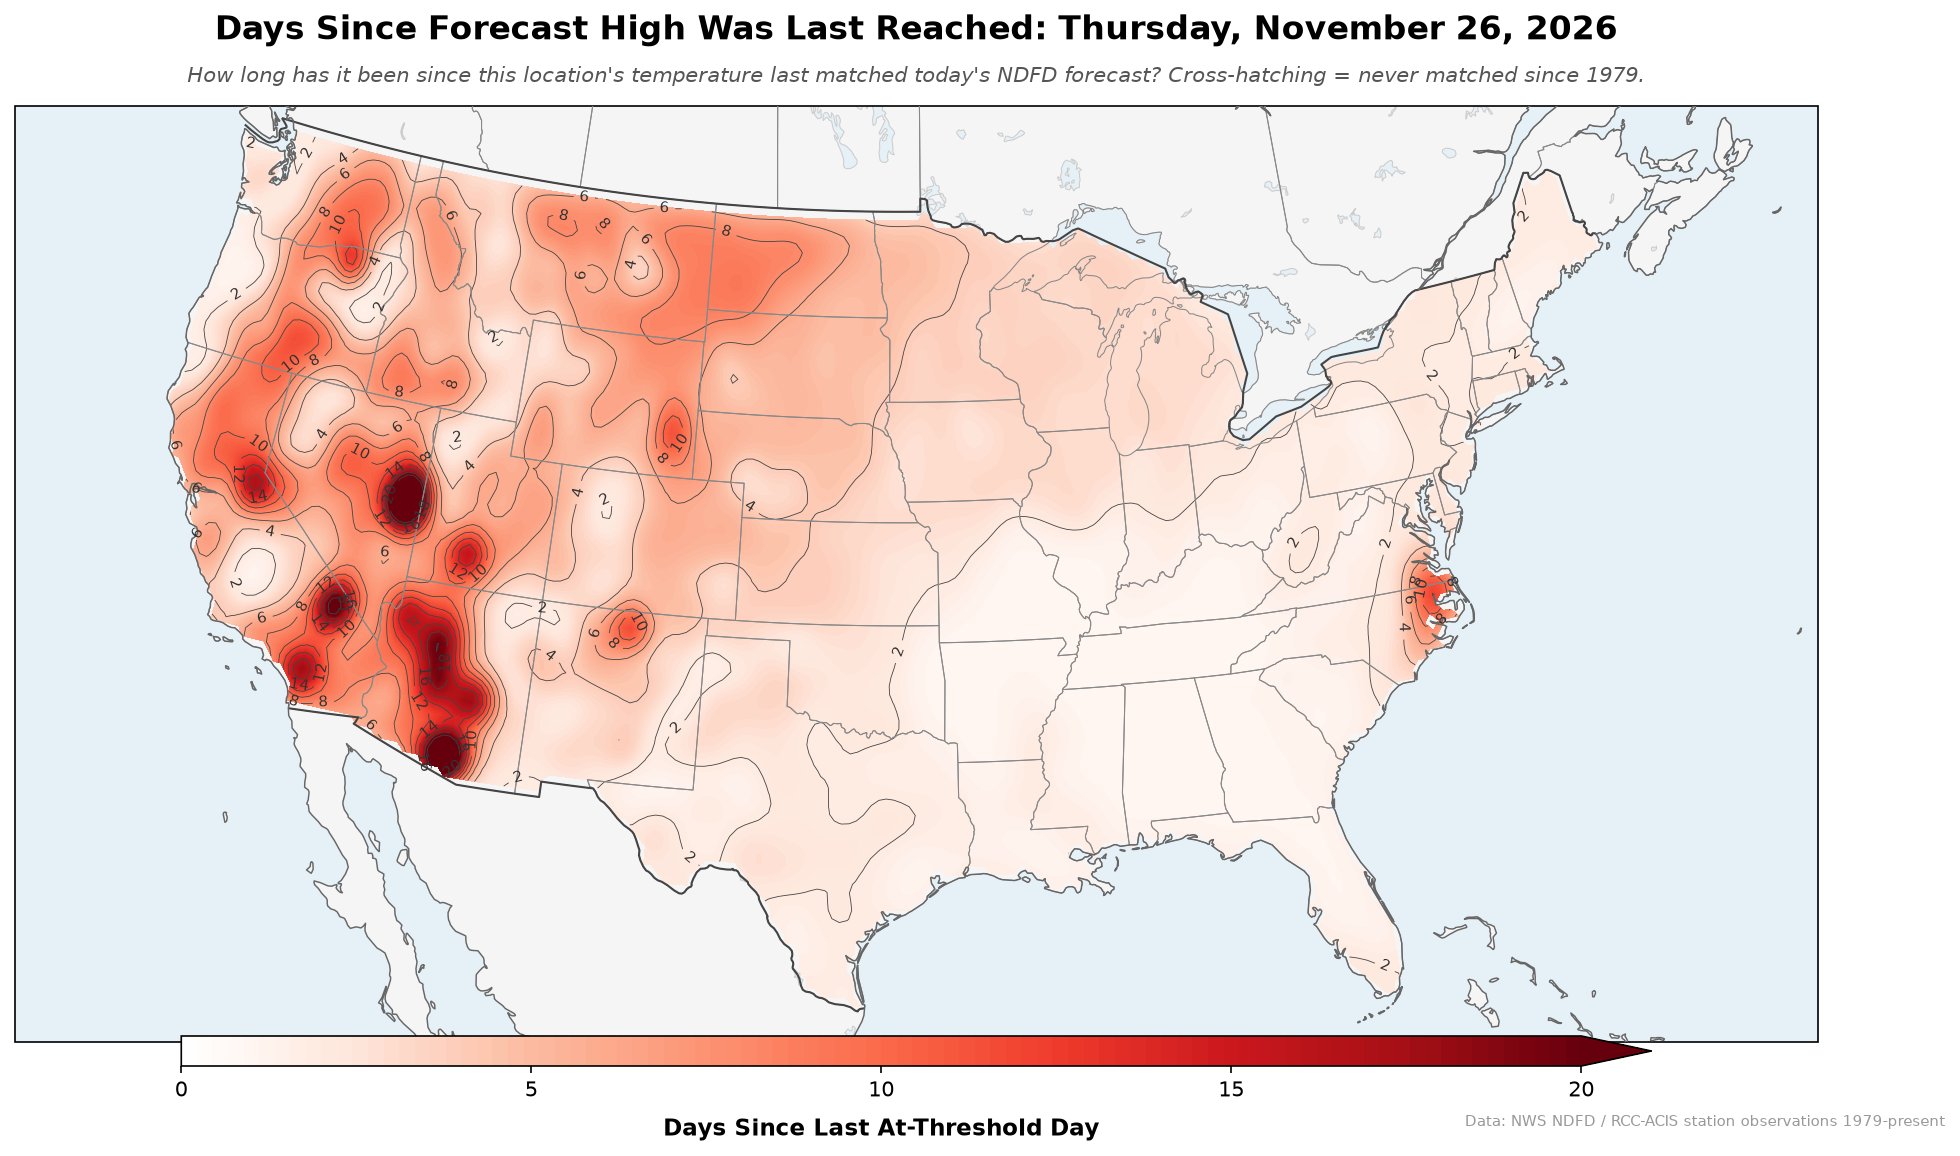 Days Since Forecast High Was Last Reached: Thursday, November 26, 2026
How long has it been since this location's temperature last matched today's NDFD forecast? Cross-hatching = never matched since 1979.
0 5 10 15 20
Days Since Last At-Threshold Day
Data: NWS NDFD / RCC-ACIS station observations 1979-present